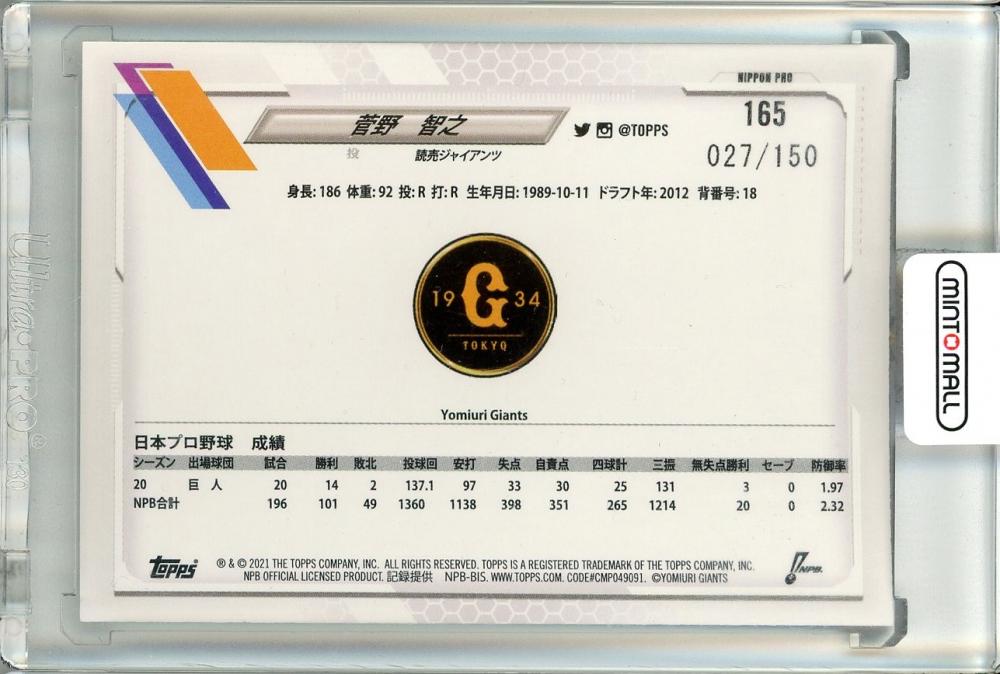 NIPPON PRO
165
菅野 智之
@TOPPS
投 読売ジャイアンツ
027/150
身長: 186 体重: 92 投: R 打: R 生年月日: 1989-10-11 ドラフト年: 2012 背番号: 18
19 G 34
TOKYO
Yomiuri Giants
日本プロ野球 成績
シーズン 出場球団 試合 勝利 敗北 投球回 安打 失点 自責点 四球計 三振 無失点勝利 セーブ 防御率
20 巨人 20 14 2 137.1 97 33 30 25 131 3 0 1.97
NPB合計 196 101 49 1360 1138 398 351 265 1214 20 0 2.32
topps ® & © 2021 THE TOPPS COMPANY, INC. ALL RIGHTS RESERVED. TOPPS IS A REGISTERED TRADEMARK OF THE TOPPS COMPANY, INC.
NPB OFFICIAL LICENSED PRODUCT. 記録提供 NPB-BIS. WWW.TOPPS.COM. CODE#CMP049091. ©YOMIURI GIANTS
NPB.
Ultra·PRO®
130
MINTOMALL